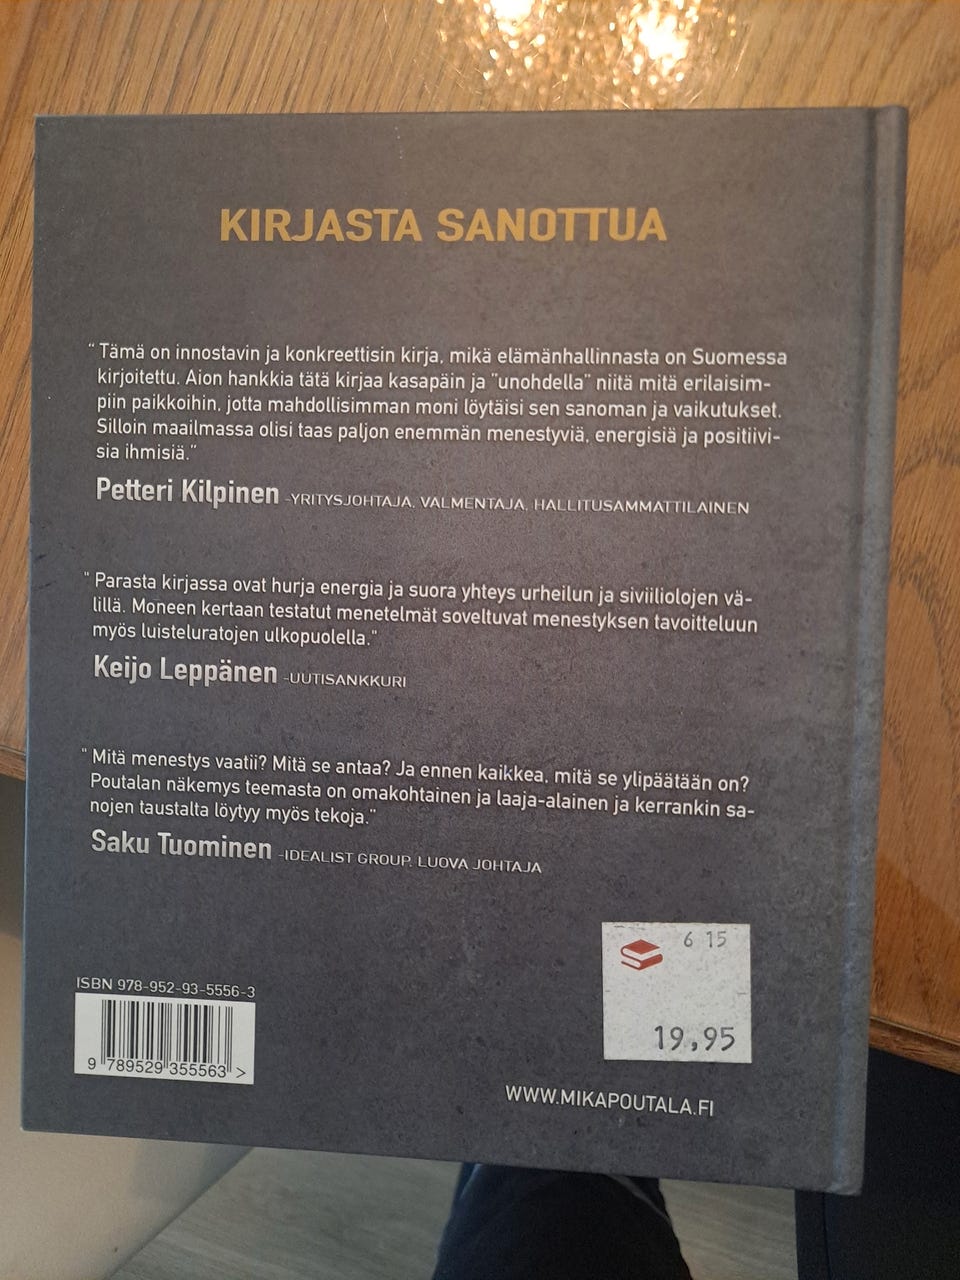 KIRJASTA SANOTTUA
“ Tämä on innostavin ja konkreettisin kirja, mikä elämänhallinnasta on Suomessa
kirjoitettu. Aion hankkia tätä kirjaa kasapäin ja "unohdella" niitä mitä erilaisim-
piin paikkoihin, jotta mahdollisimman moni löytäisi sen sanoman ja vaikutukset.
Silloin maailmassa olisi taas paljon enemmän menestyviä, energisiä ja positiivi-
sia ihmisiä."
Petteri Kilpinen -YRITYSJOHTAJA, VALMENTAJA, HALLITUSAMMATTILAINEN
" Parasta kirjassa ovat hurja energia ja suora yhteys urheilun ja siviiliolojen vä-
lillä. Moneen kertaan testatut menetelmät soveltuvat menestyksen tavoitteluun
myös luisteluratojen ulkopuolella."
Keijo Leppänen -UUTISANKKURI
" Mitä menestys vaatii? Mitä se antaa? Ja ennen kaikkea, mitä se ylipäätään on?
Poutalan näkemys teemasta on omakohtainen ja laaja-alainen ja kerrankin sa-
nojen taustalta löytyy myös tekoja."
Saku Tuominen -IDEALIST GROUP, LUOVA JOHTAJA
6 15
19,95
ISBN 978-952-93-5556-3
9 789529 355563 >
WWW.MIKAPOUTALA.FI